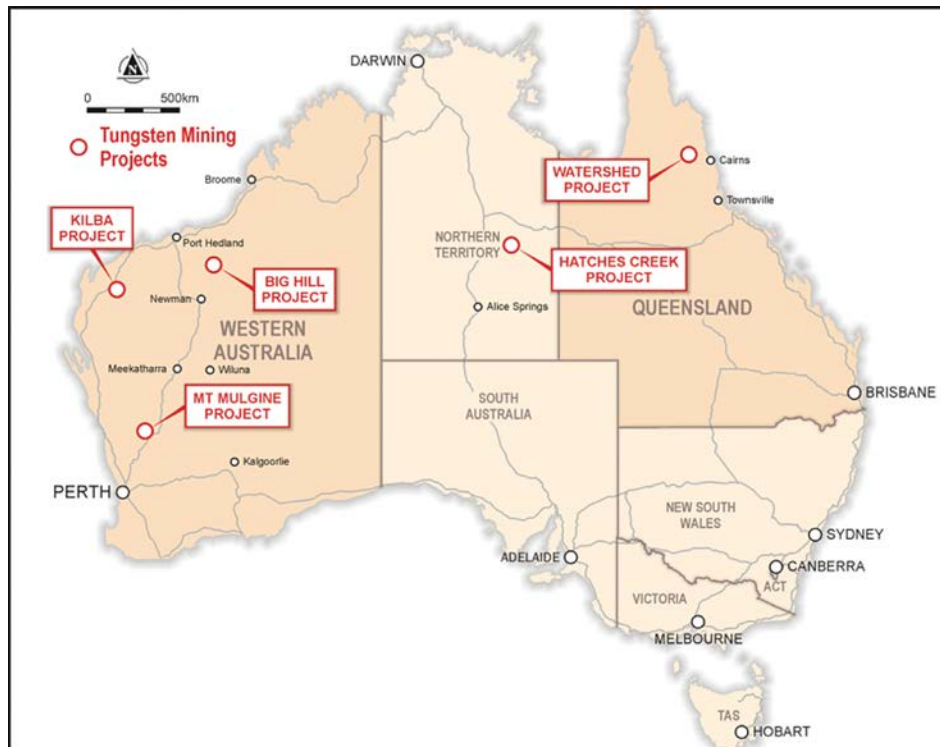 DARWIN
N
0 500km
Tungsten Mining
Projects
Broome
WATERSHED
PROJECT
Cairns
Townsville
KILBA
PROJECT
Port Hedland
NORTHERN
TERRITORY
HATCHES CREEK
PROJECT
BIG HILL
PROJECT
Newman
Alice Springs
QUEENSLAND
WESTERN
AUSTRALIA
Meekatharra
Wiluna
MT MULGINE
PROJECT
SOUTH
AUSTRALIA
BRISBANE
Kalgoorlie
PERTH
NEW SOUTH
WALES
SYDNEY
ADELAIDE
CANBERRA
ACT
VICTORIA
MELBOURNE
TAS
HOBART